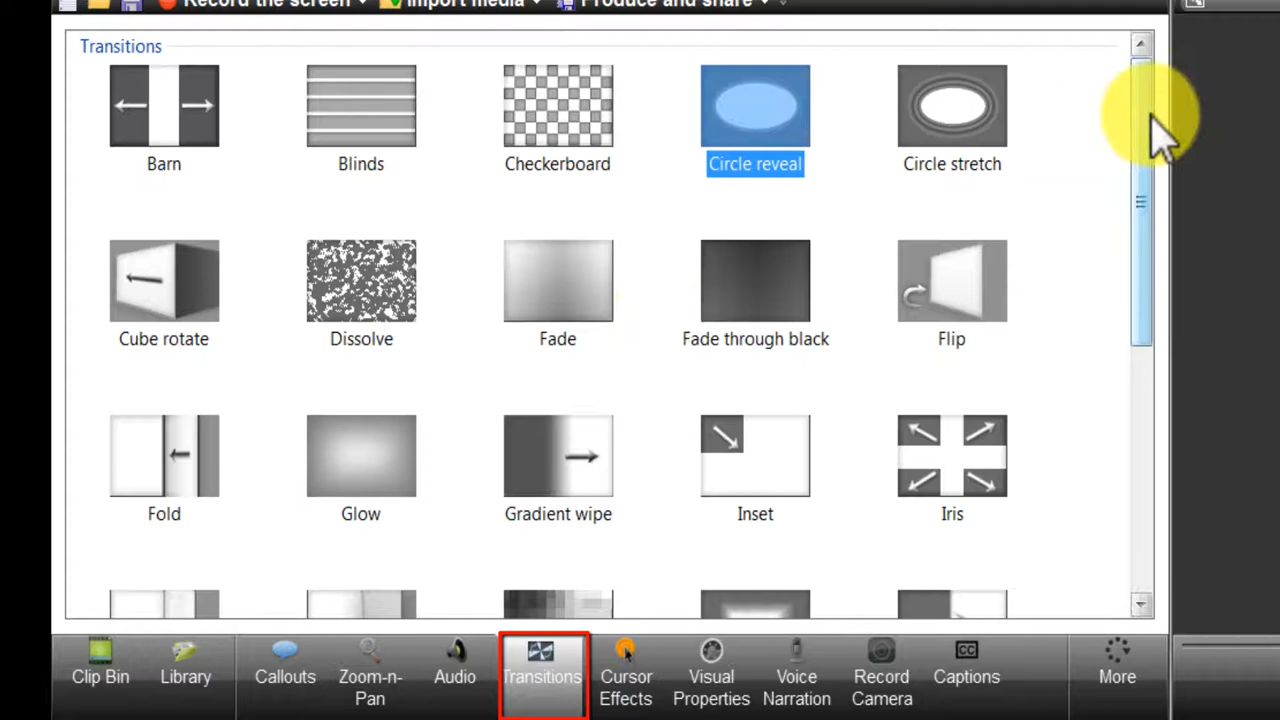 Record the screen Import media Produce and share
Transitions
Barn Blinds Checkerboard Circle reveal Circle stretch
Cube rotate Dissolve Fade Fade through black Flip
Fold Glow Gradient wipe Inset Iris
Clip Bin Library Callouts Zoom-n- Audio Transitions Cursor Visual Voice Record Captions More
Pan Effects Properties Narration Camera
CC